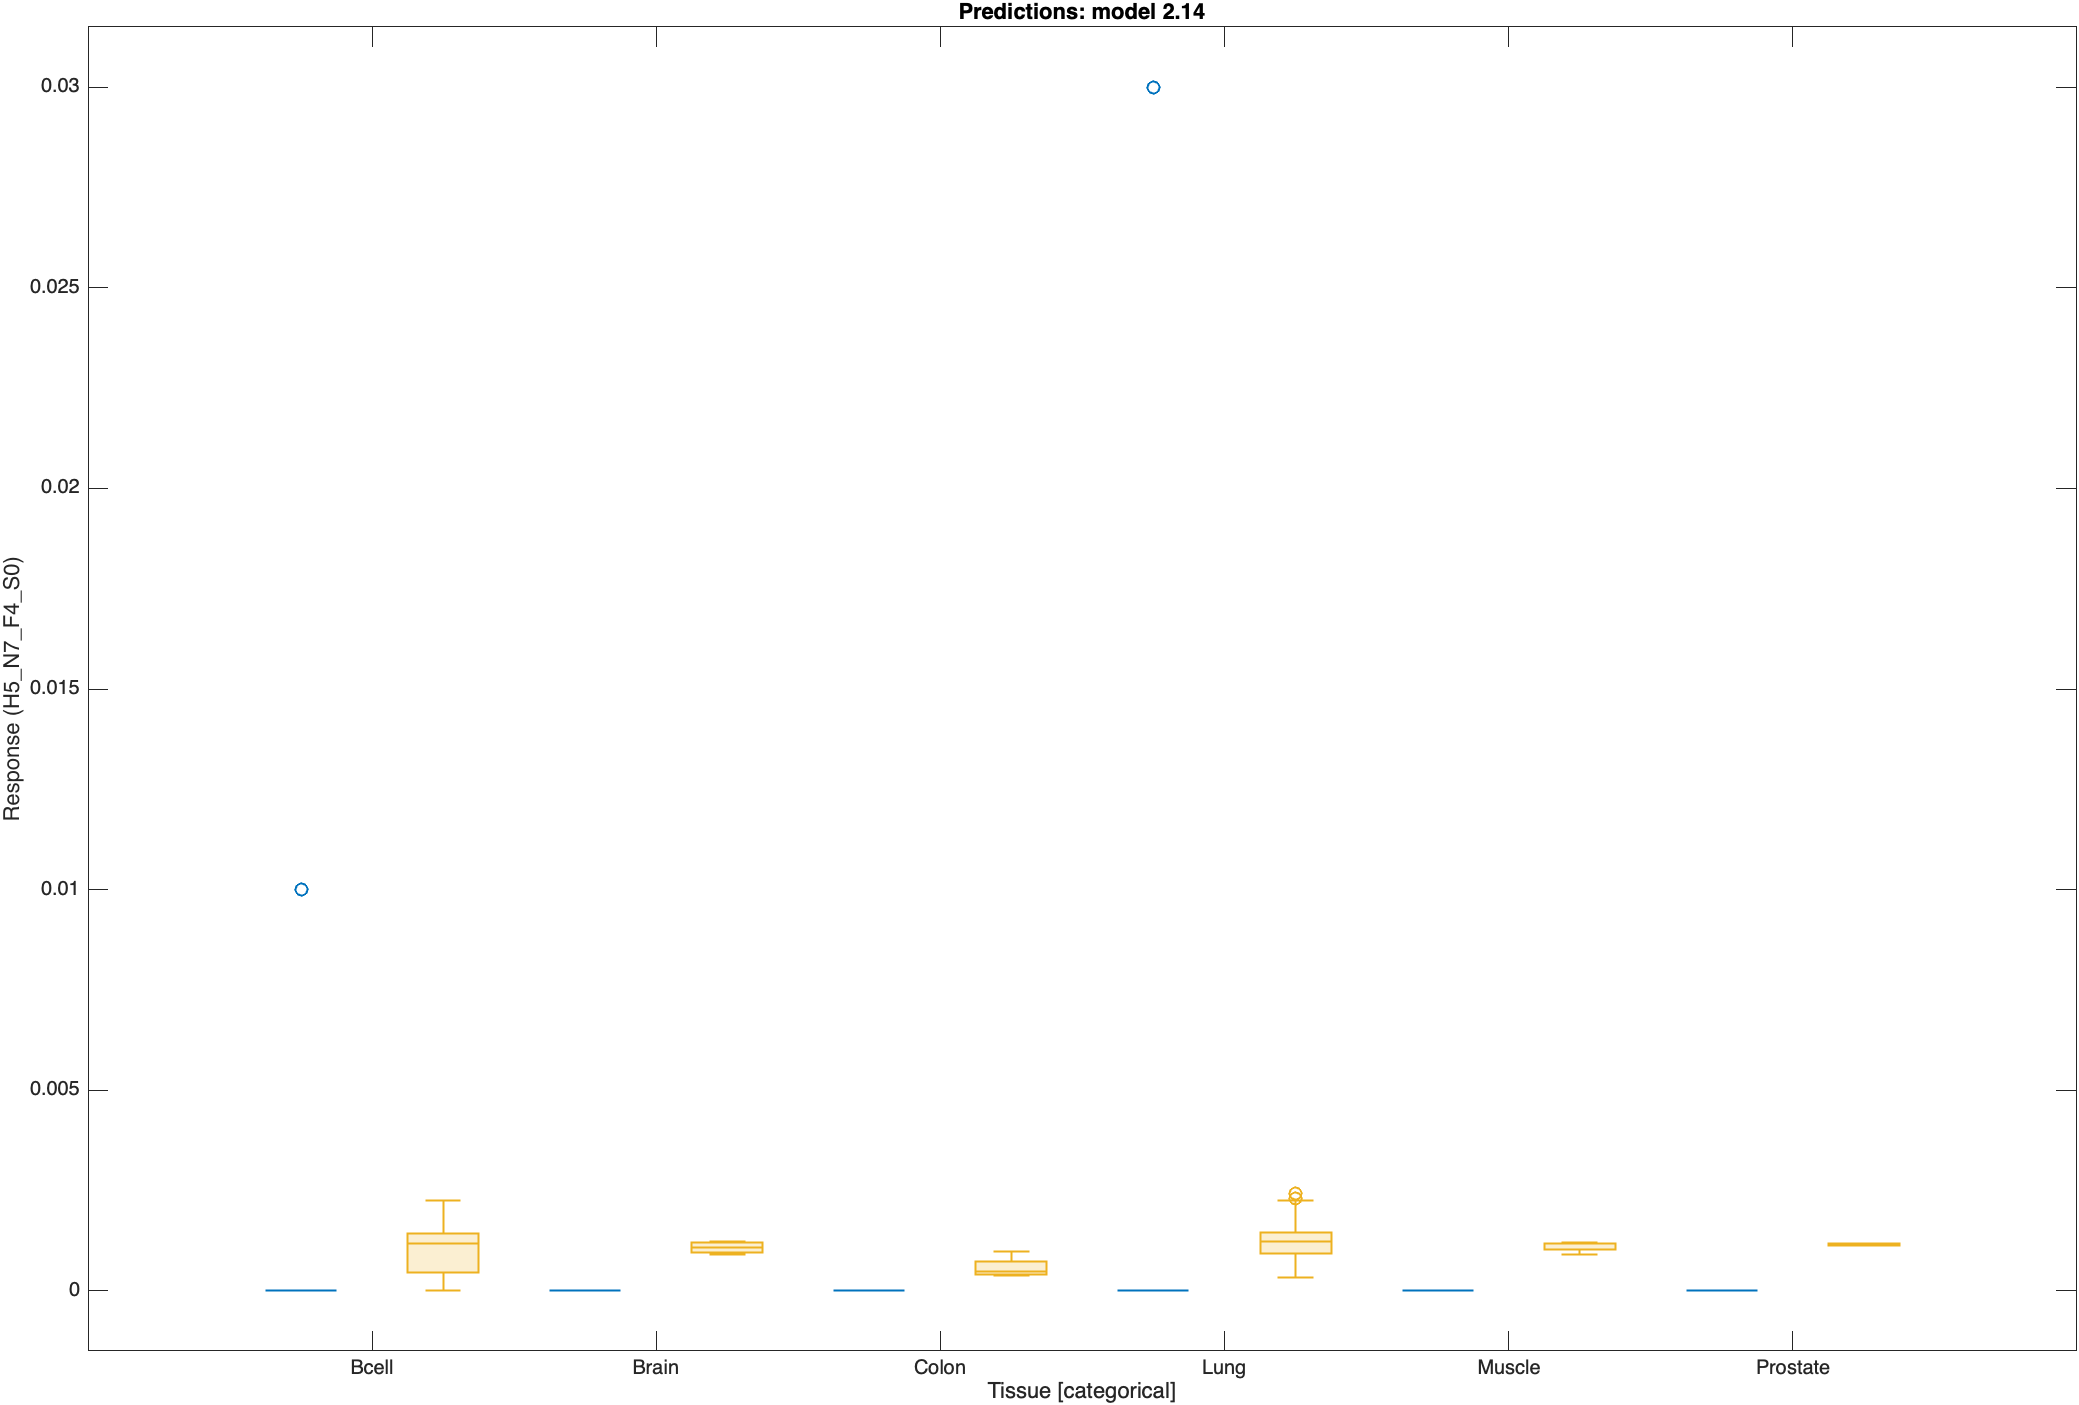 Predictions: model 2.14
Response (H5_N7_F4_S0)
0.03
0.025
0.02
0.015
0.01
0.005
0
Bcell Brain Colon Lung Muscle Prostate
Tissue [categorical]